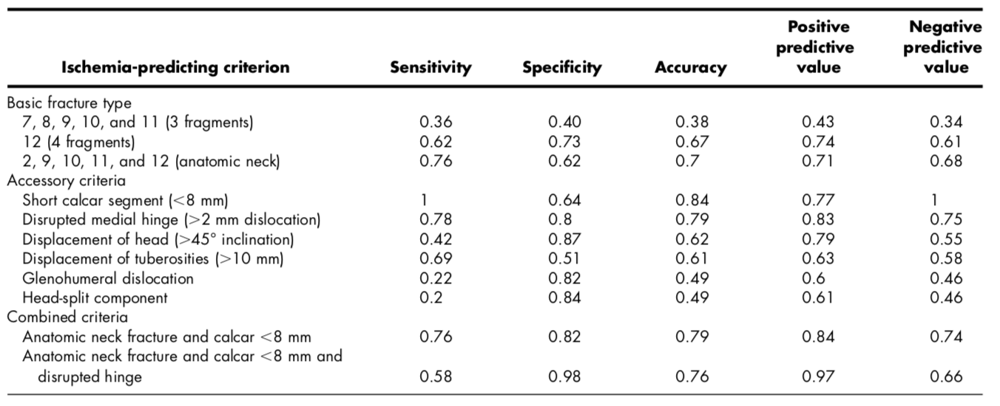 Ischemia-predicting criterion Sensitivity Specificity Accuracy Positive predictive value Negative predictive value
Basic fracture type
7, 8, 9, 10, and 11 (3 fragments) 0.36 0.40 0.38 0.43 0.34
12 (4 fragments) 0.62 0.73 0.67 0.74 0.61
2, 9, 10, 11, and 12 (anatomic neck) 0.76 0.62 0.7 0.71 0.68
Accessory criteria
Short calcar segment (<8 mm) 1 0.64 0.84 0.77 1
Disrupted medial hinge (>2 mm dislocation) 0.78 0.8 0.79 0.83 0.75
Displacement of head (>45° inclination) 0.42 0.87 0.62 0.79 0.55
Displacement of tuberosities (>10 mm) 0.69 0.51 0.61 0.63 0.58
Glenohumeral dislocation 0.22 0.82 0.49 0.6 0.46
Head-split component 0.2 0.84 0.49 0.61 0.46
Combined criteria
Anatomic neck fracture and calcar <8 mm 0.76 0.82 0.79 0.84 0.74
Anatomic neck fracture and calcar <8 mm and
disrupted hinge 0.58 0.98 0.76 0.97 0.66